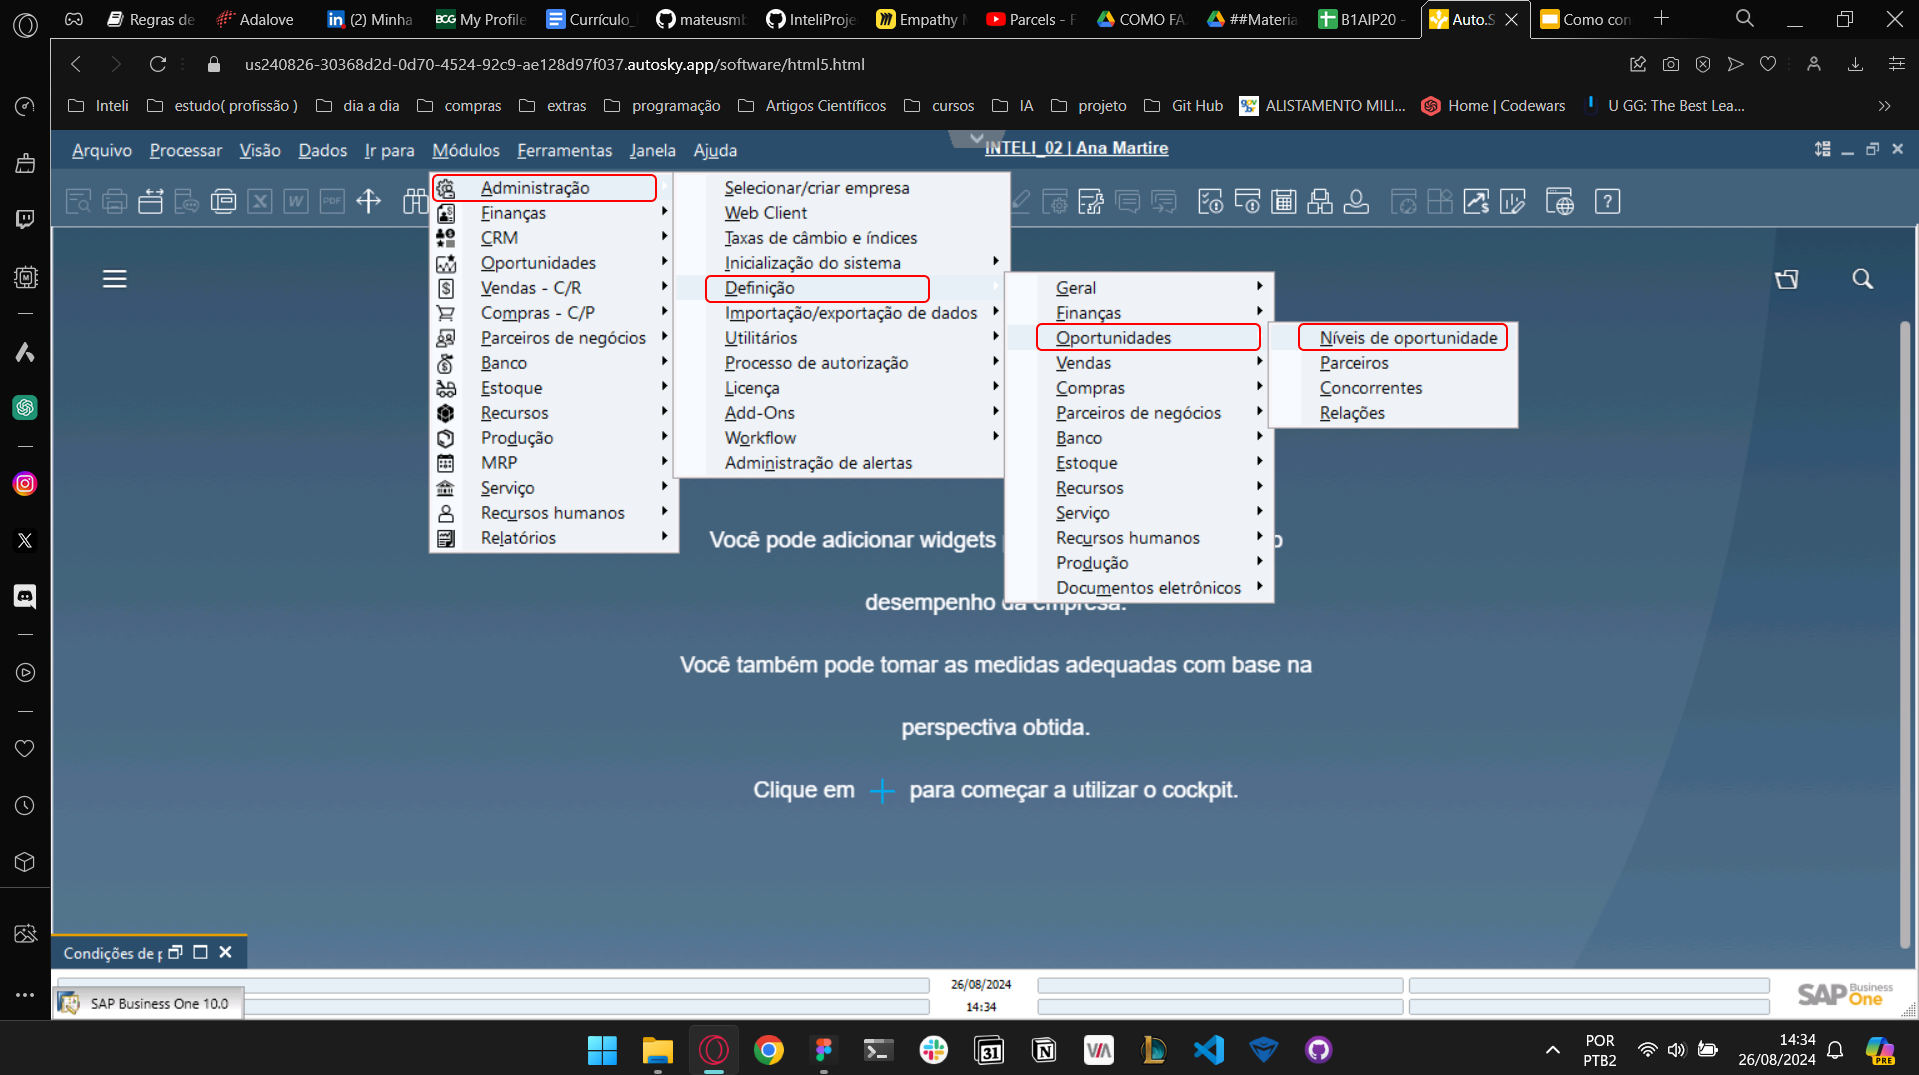 Regras de
Adalove
(2) Minha
BCG My Profile
Currículo_
mateusmb
InteliProje
Empathy M
Parcels - F
COMO FA
##Materia
B1AIP20 -
Auto.S
Como con
us240826-30368d2d-0d70-4524-92c9-ae128d97f037.autosky.app/software/html5.html
Inteli
estudo( profissão )
dia a dia
compras
extras
programação
Artigos Científicos
cursos
IA
projeto
Git Hub
ALISTAMENTO MILI...
Home | Codewars
U GG: The Best Lea...
Arquivo Processar Visão Dados Ir para Módulos Ferramentas Janela Ajuda
INTELI_02 | Ana Martire
Administração
Finanças
CRM
Oportunidades
Vendas - C/R
Compras - C/P
Parceiros de negócios
Banco
Estoque
Recursos
Produção
MRP
Serviço
Recursos humanos
Relatórios
Selecionar/criar empresa
Web Client
Taxas de câmbio e índices
Inicialização do sistema
Definição
Importação/exportação de dados
Utilitários
Processo de autorização
Licença
Add-Ons
Workflow
Administração de alertas
Geral
Finanças
Oportunidades
Vendas
Compras
Parceiros de negócios
Banco
Estoque
Recursos
Serviço
Recursos humanos
Produção
Documentos eletrônicos
Níveis de oportunidade
Parceiros
Concorrentes
Relações
Você pode adicionar widgets
desempenho da empresa.
Você também pode tomar as medidas adequadas com base na
perspectiva obtida.
Clique em + para começar a utilizar o cockpit.
Condições de p
SAP Business One 10.0
26/08/2024
14:34
SAP Business One
POR
PTB2
14:34
26/08/2024
PRE